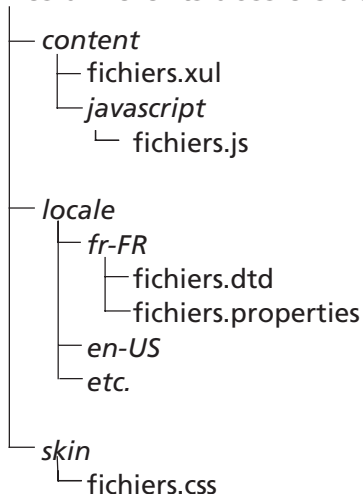 content
fichiers.xul
javascript
fichiers.js
locale
fr-FR
fichiers.dtd
fichiers.properties
en-US
etc.
skin
fichiers.css